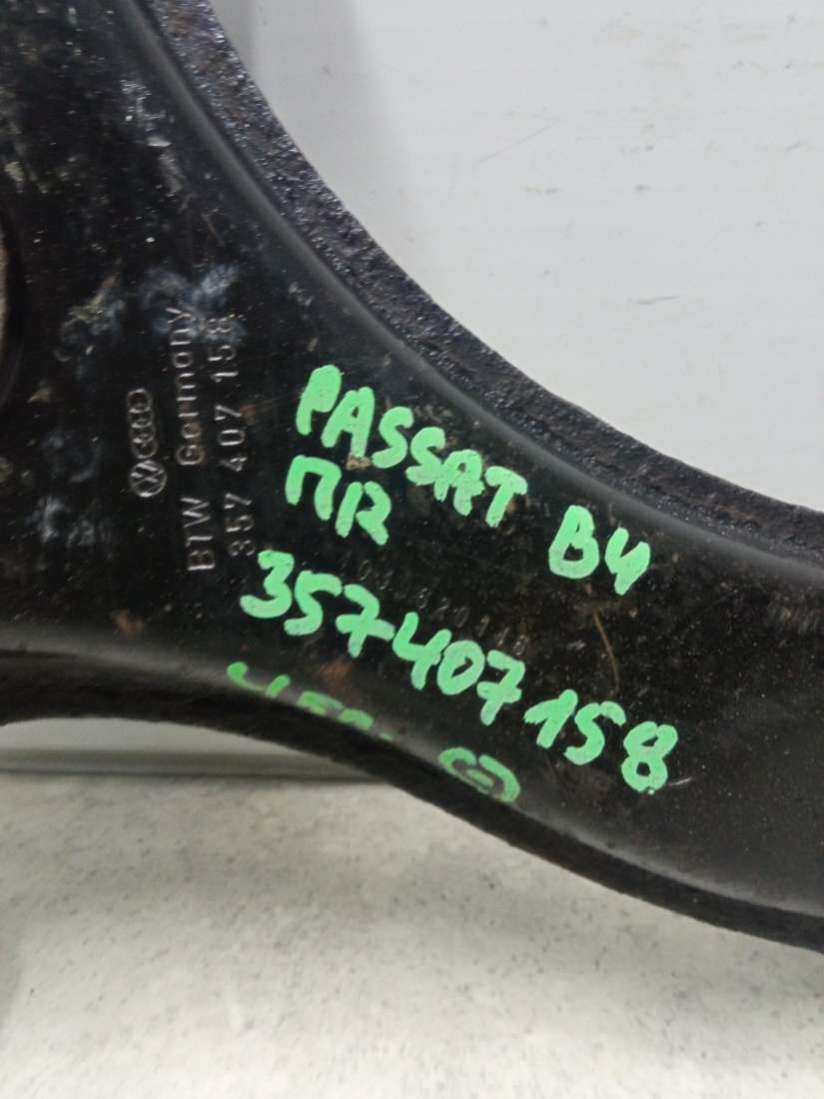 BTW Germany
357 407 158
PASSAT B4
ПR
357407158